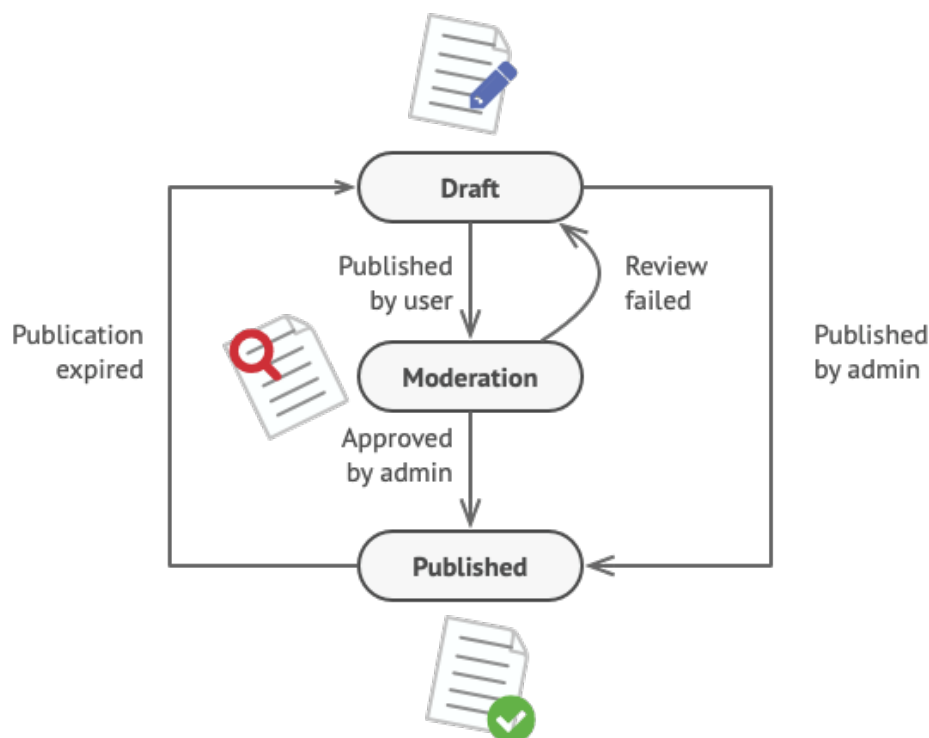 Draft
Published
by user
Review
failed
Publication
expired
Published
by admin
Moderation
Approved
by admin
Published